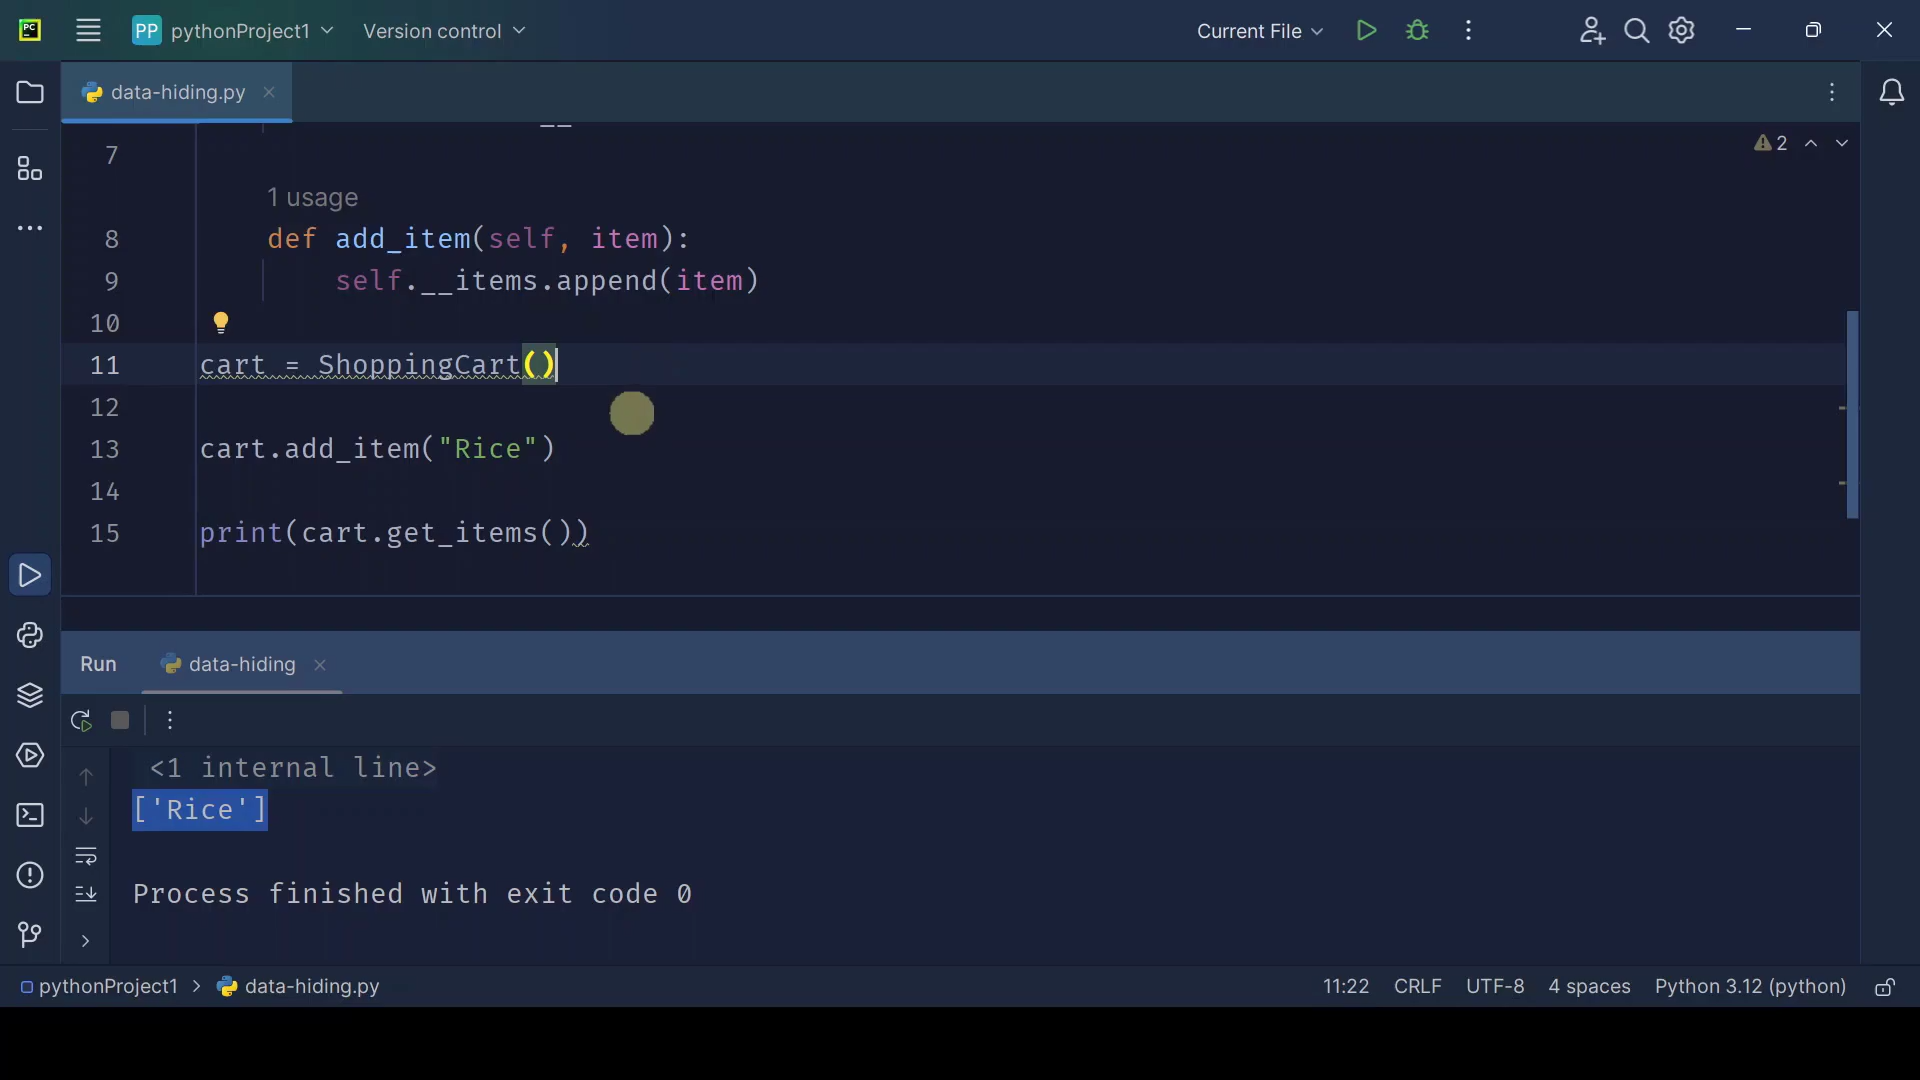 PC
PP pythonProject1 Version control Current File
data-hiding.py
7
2
1 usage
8 def add_item(self, item):
9 self.__items.append(item)
10
11 cart = ShoppingCart()
12
13 cart.add_item("Rice")
14
15 print(cart.get_items())
Run data-hiding
<1 internal line>
['Rice']
Process finished with exit code 0
pythonProject1 > data-hiding.py 11:22 CRLF UTF-8 4 spaces Python 3.12 (python)